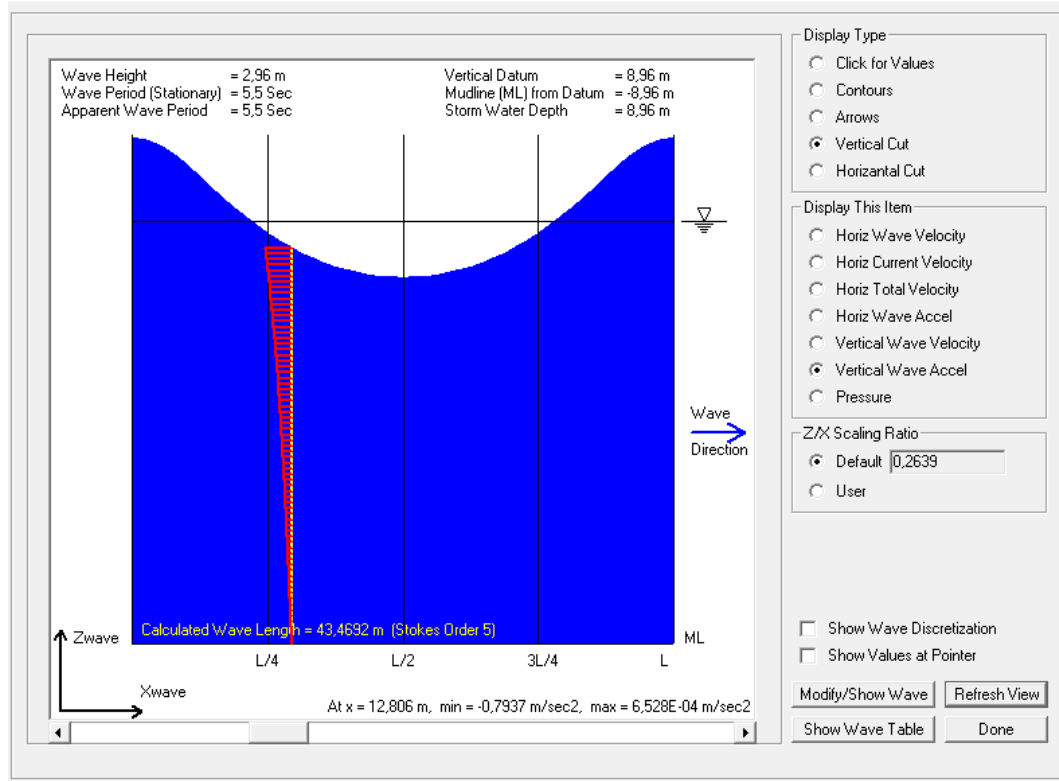 Wave Height = 2,96 m
Wave Period (Stationary) = 5,5 Sec
Apparent Wave Period = 5,5 Sec
Vertical Datum = 8,96 m
Mudline (ML) from Datum = -8,96 m
Storm Water Depth = 8,96 m
Wave
Direction
Calculated Wave Length = 43,4692 m (Stokes Order 5)
Zwave
ML
L/4
L/2
3L/4
L
Xwave
At x = 12,806 m, min = -0,7937 m/sec2, max = 6,528E-04 m/sec2
Display Type
Click for Values
Contours
Arrows
Vertical Cut
Horizantal Cut
Display This Item
Horiz Wave Velocity
Horiz Current Velocity
Horiz Total Velocity
Horiz Wave Accel
Vertical Wave Velocity
Vertical Wave Accel
Pressure
Z/X Scaling Ratio
Default 0,2639
User
Show Wave Discretization
Show Values at Pointer
Modify/Show Wave
Refresh View
Show Wave Table
Done